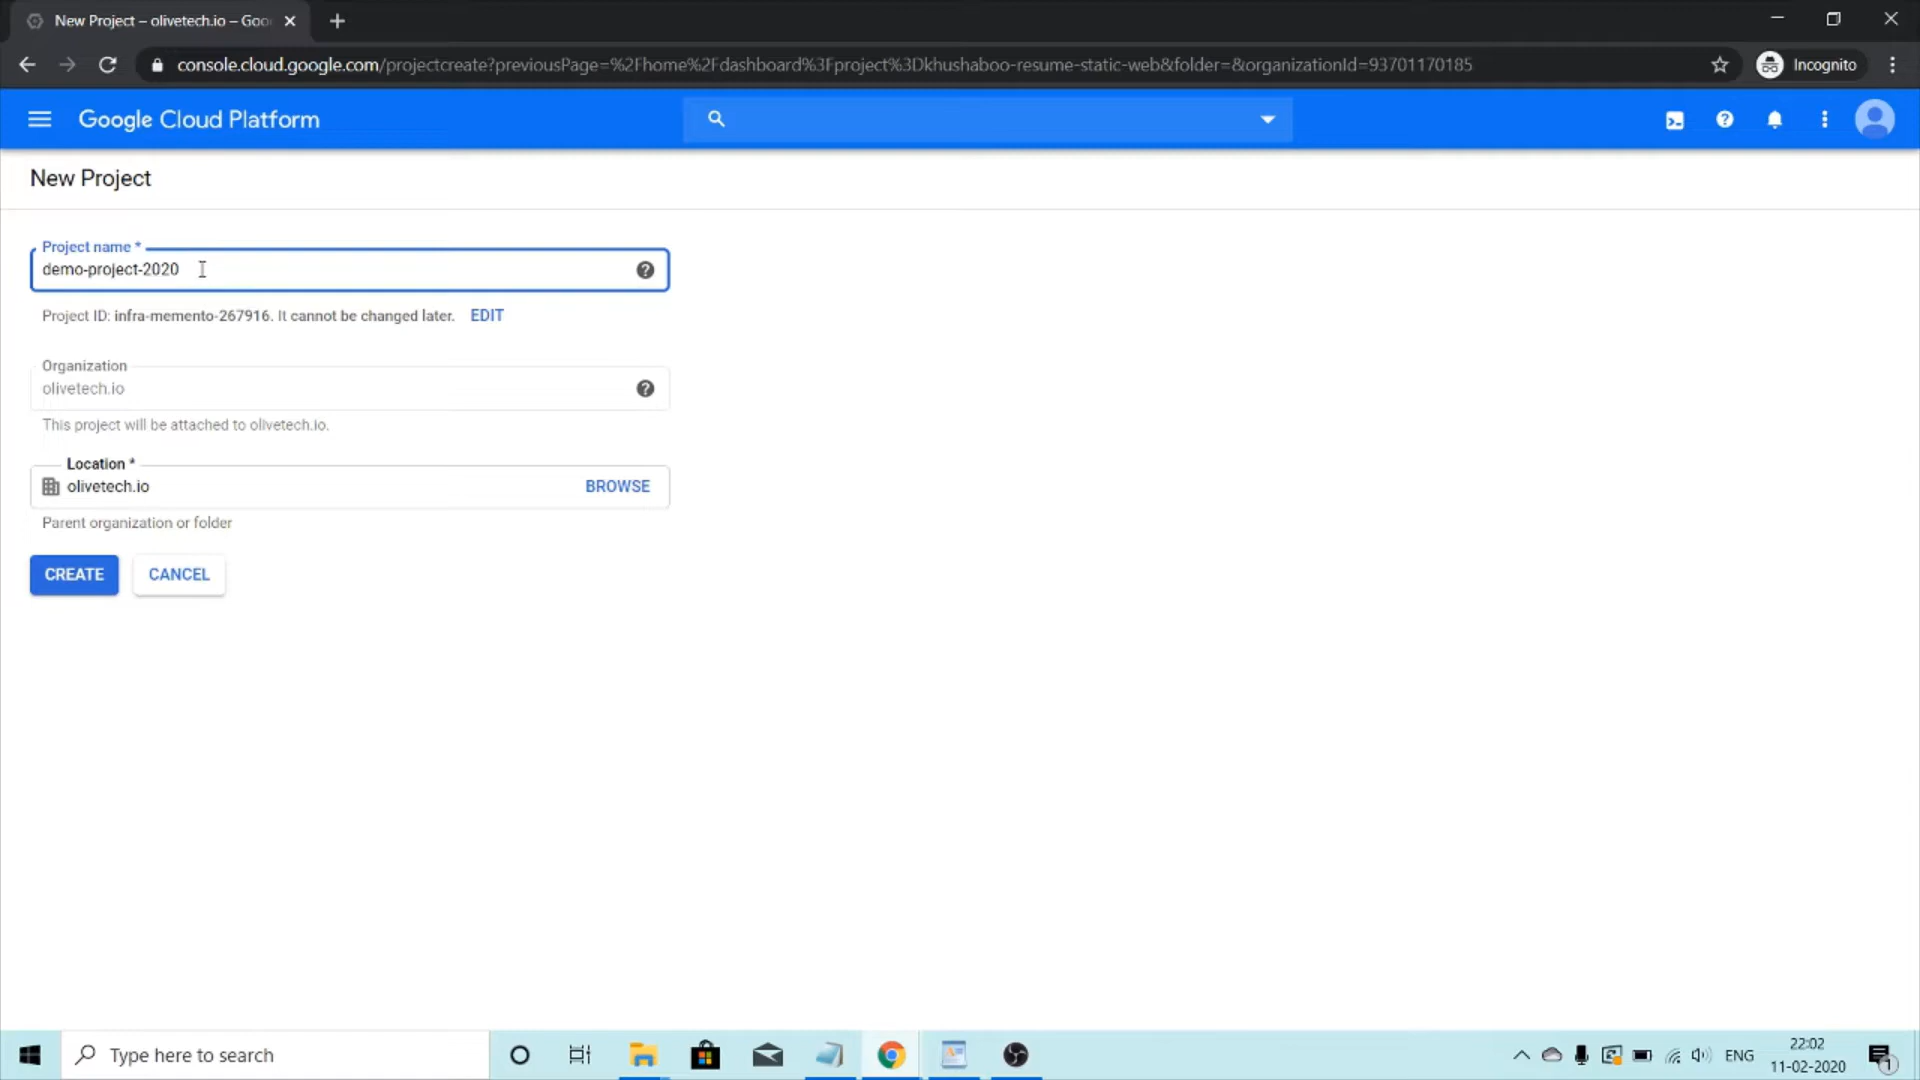 New Project – olivetech.io – Goo
console.cloud.google.com/projectcreate?previousPage=%2Fhome%2Fdashboard%3Fproject%3Dkhushaboo-resume-static-web&folder=&organizationId=93701170185
Incognito
Google Cloud Platform
New Project
Project name *
demo-project-2020
Project ID: infra-memento-267916. It cannot be changed later. EDIT
Organization
olivetech.io
This project will be attached to olivetech.io.
Location *
olivetech.io
BROWSE
Parent organization or folder
CREATE
CANCEL
Type here to search
ENG
22:02
11-02-2020
1